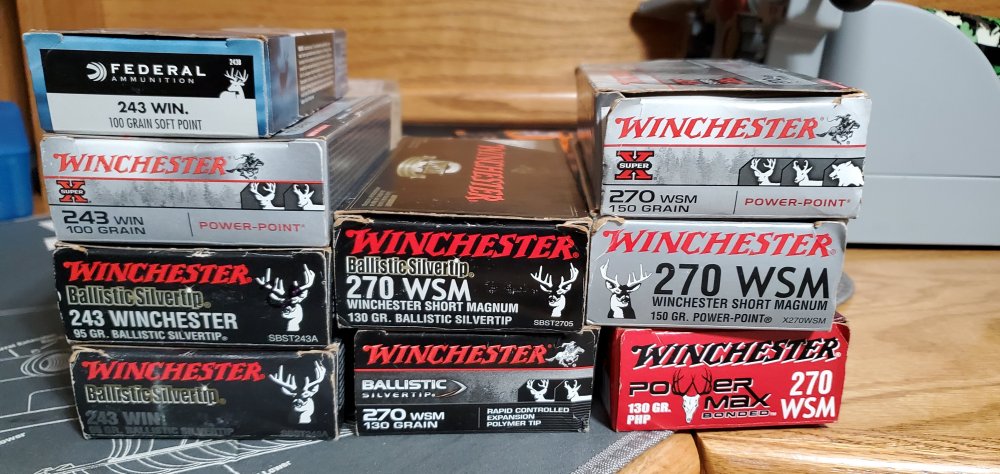 FEDERAL
AMMUNITION
243B
243 WIN.
100 GRAIN SOFT POINT
WINCHESTER
SUPER X
243 WIN
100 GRAIN
POWER-POINT®
WINCHESTER
Ballistic Silvertip®
243 WINCHESTER
95 GR. BALLISTIC SILVERTIP®
SBST243A
WINCHESTER
Ballistic Silvertip®
243 WIN
BALLISTIC SILVERTIP
WINCHESTER
WINCHESTER
Ballistic Silvertip®
270 WSM
WINCHESTER SHORT MAGNUM
130 GR. BALLISTIC SILVERTIP
SBST2705
WINCHESTER
BALLISTIC
SILVERTIP®
270 WSM
130 GRAIN
RAPID CONTROLLED
EXPANSION
POLYMER TIP
WINCHESTER
SUPER X
270 WSM
150 GRAIN
POWER-POINT®
WINCHESTER
270 WSM
WINCHESTER SHORT MAGNUM
150 GR. POWER-POINT®
X270WSM
WINCHESTER
POWER
MAX
BONDED™
130 GR.
PHP
270
WSM